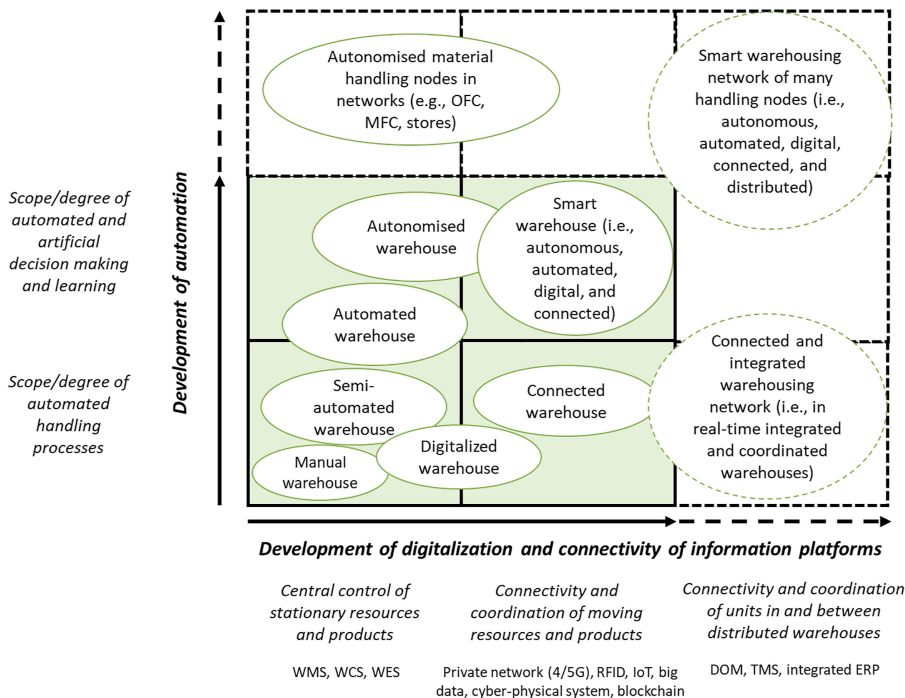 Autonomised material
handling nodes in
networks (e.g., OFC,
MFC, stores)
Smart warehousing
network of many
handling nodes (i.e.,
autonomous,
automated, digital,
connected, and
distributed)
Scope/degree of
automated and
artificial
decision making
and learning
Scope/degree of
automated
handling
processes
Development of automation
Autonomised
warehouse
Smart
warehouse (i.e.,
autonomous,
automated,
digital, and
connected)
Automated
warehouse
Semi-
automated
warehouse
Connected
warehouse
Connected and
integrated
warehousing
network (i.e., in
real-time integrated
and coordinated
warehouses)
Manual
warehouse
Digitalized
warehouse
Development of digitalization and connectivity of information platforms
Central control of
stationary resources
and products
WMS, WCS, WES
Connectivity and
coordination of moving
resources and products
Private network (4/5G), RFID, IoT, big
data, cyber-physical system, blockchain
Connectivity and coordination
of units in and between
distributed warehouses
DOM, TMS, integrated ERP